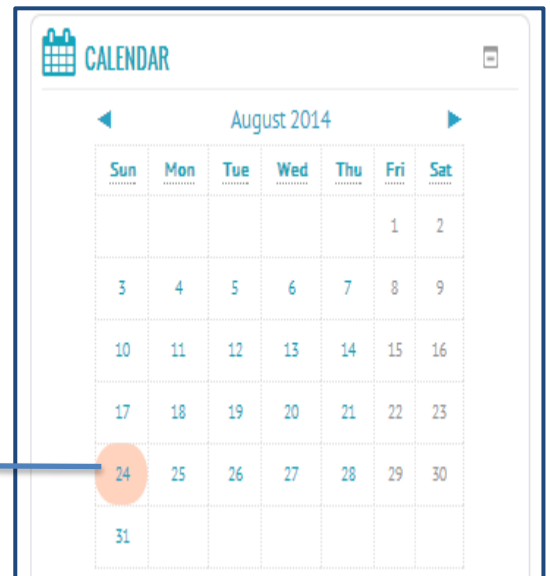 CALENDAR
August 2014
Sun Mon Tue Wed Thu Fri Sat
1 2
3 4 5 6 7 8 9
10 11 12 13 14 15 16
17 18 19 20 21 22 23
24 25 26 27 28 29 30
31